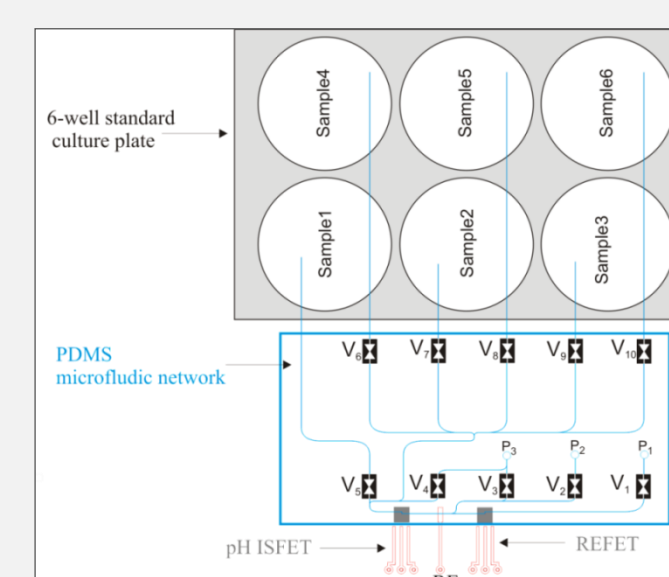 Sample4
Sample5
Sample6
6-well standard
culture plate
Sample1
Sample2
Sample3
PDMS
microfludic network
V6
V7
V8
V9
V10
P3
P2
P1
V5
V4
V3
V2
V1
pH ISFET
REFET